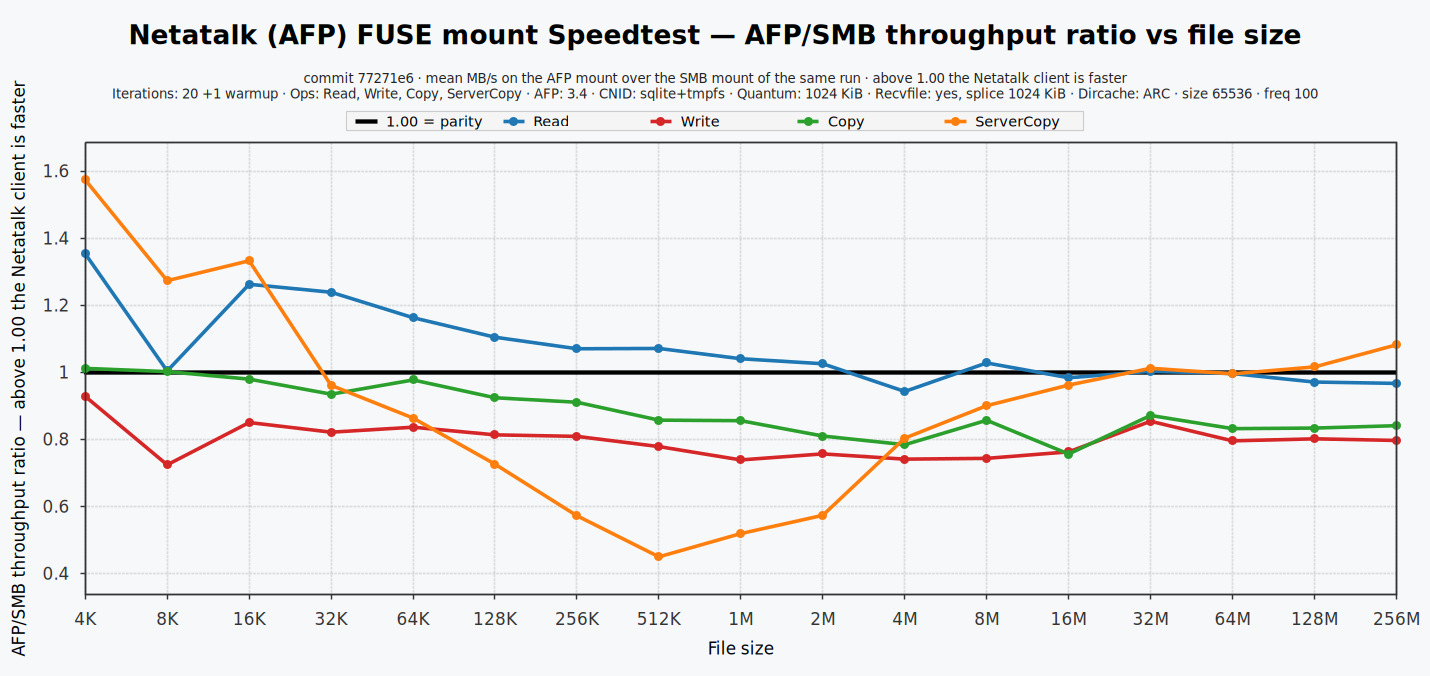 Netatalk (AFP) FUSE mount Speedtest — AFP/SMB throughput ratio vs file size
commit 77271e6 · mean MB/s on the AFP mount over the SMB mount of the same run · above 1.00 the Netatalk client is faster
Iterations: 20 +1 warmup · Ops: Read, Write, Copy, ServerCopy · AFP: 3.4 · CNID: sqlite+tmpfs · Quantum: 1024 KiB · Recvfile: yes, splice 1024 KiB · Dircache: ARC · size 65536 · freq 100
1.00 = parity Read Write Copy ServerCopy
AFP/SMB throughput ratio — above 1.00 the Netatalk client is faster
1.6
1.4
1.2
1
0.8
0.6
0.4
4K 8K 16K 32K 64K 128K 256K 512K 1M 2M 4M 8M 16M 32M 64M 128M 256M
File size